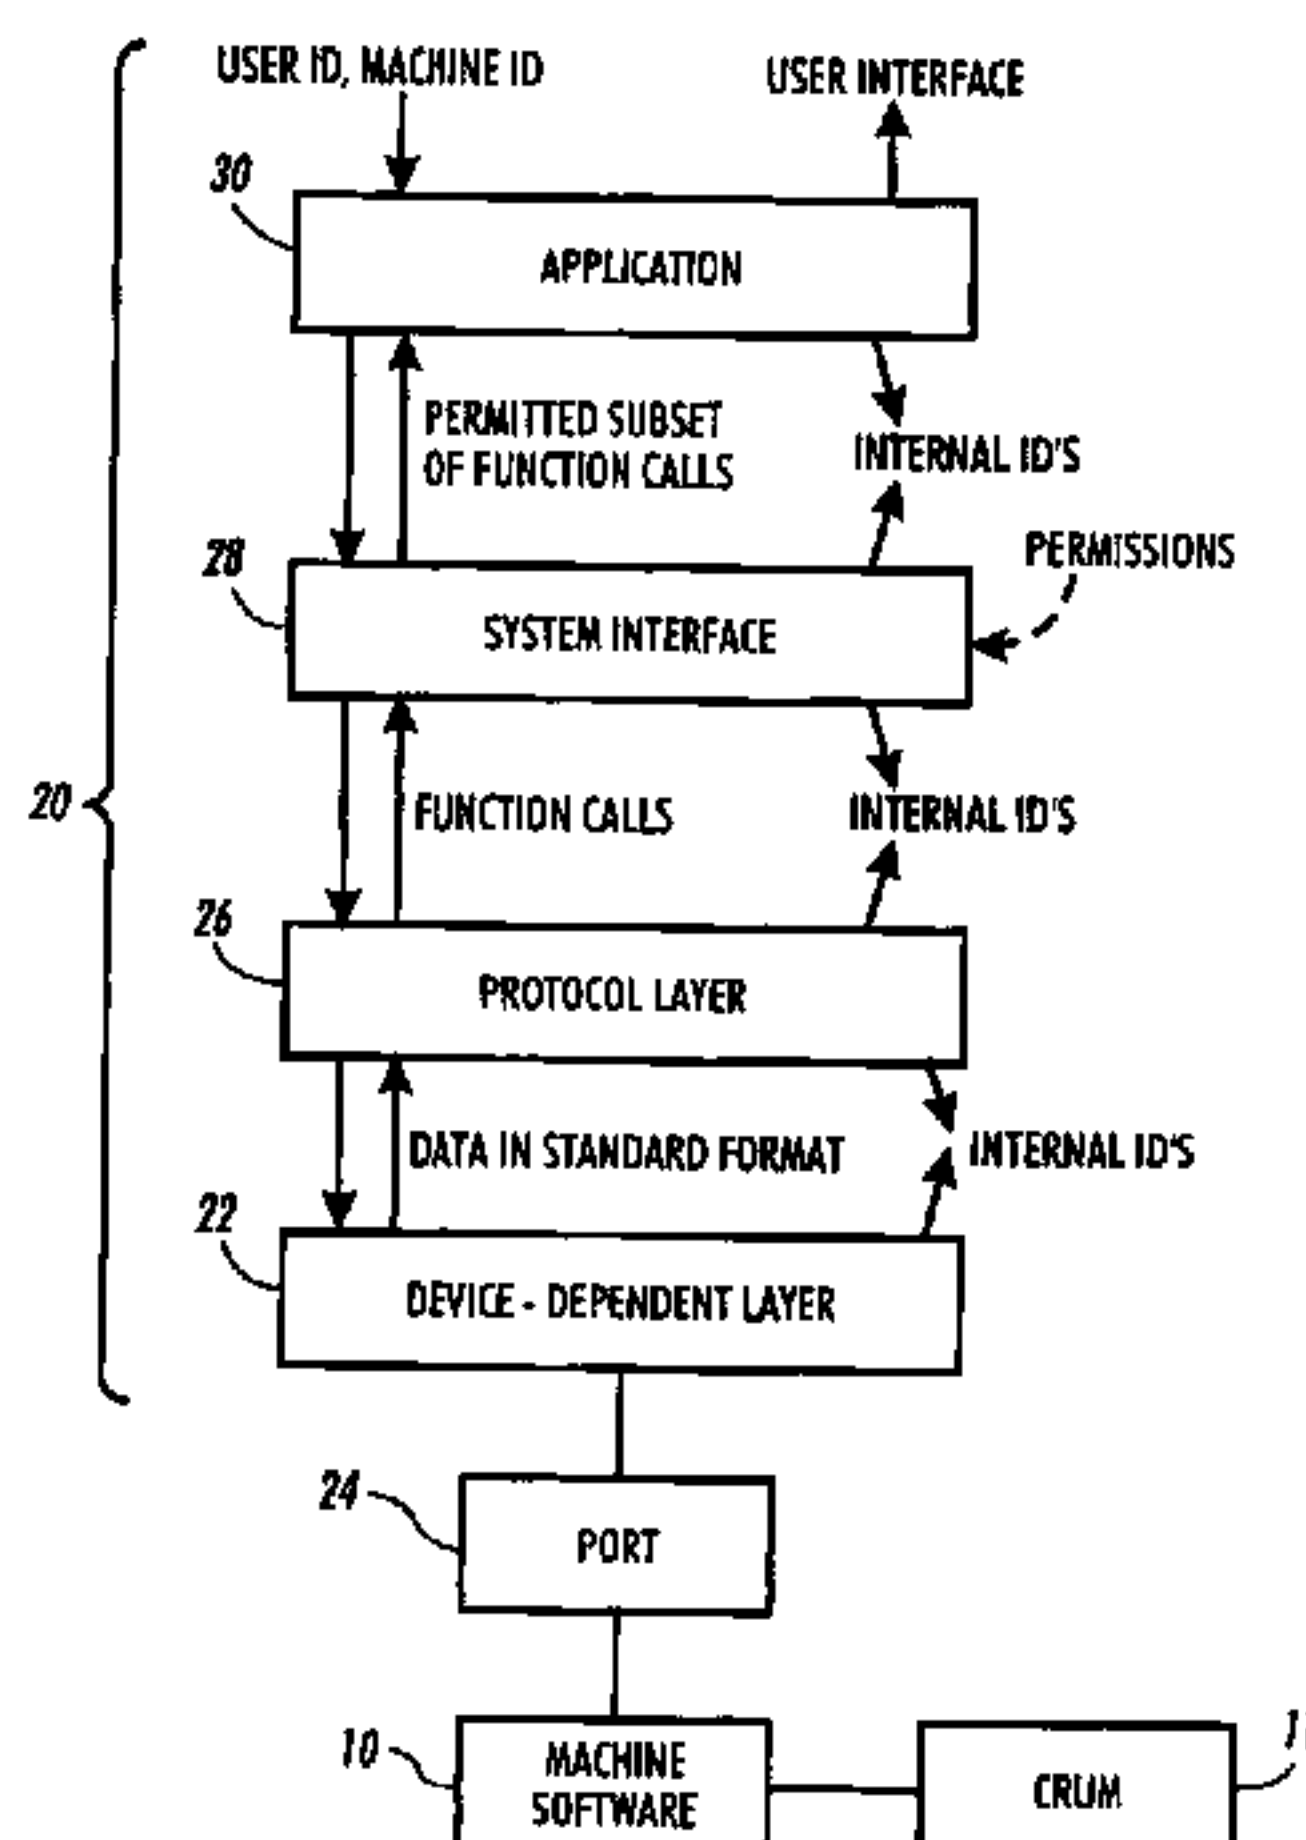 USER ID, MACHINE ID
USER INTERFACE
30
APPLICATION
PERMITTED SUBSET
OF FUNCTION CALLS
INTERNAL ID'S
PERMISSIONS
28
SYSTEM INTERFACE
20
FUNCTION CALLS
INTERNAL ID'S
26
PROTOCOL LAYER
DATA IN STANDARD FORMAT
INTERNAL ID'S
22
DEVICE - DEPENDENT LAYER
24
PORT
10
MACHINE
SOFTWARE
CRUM